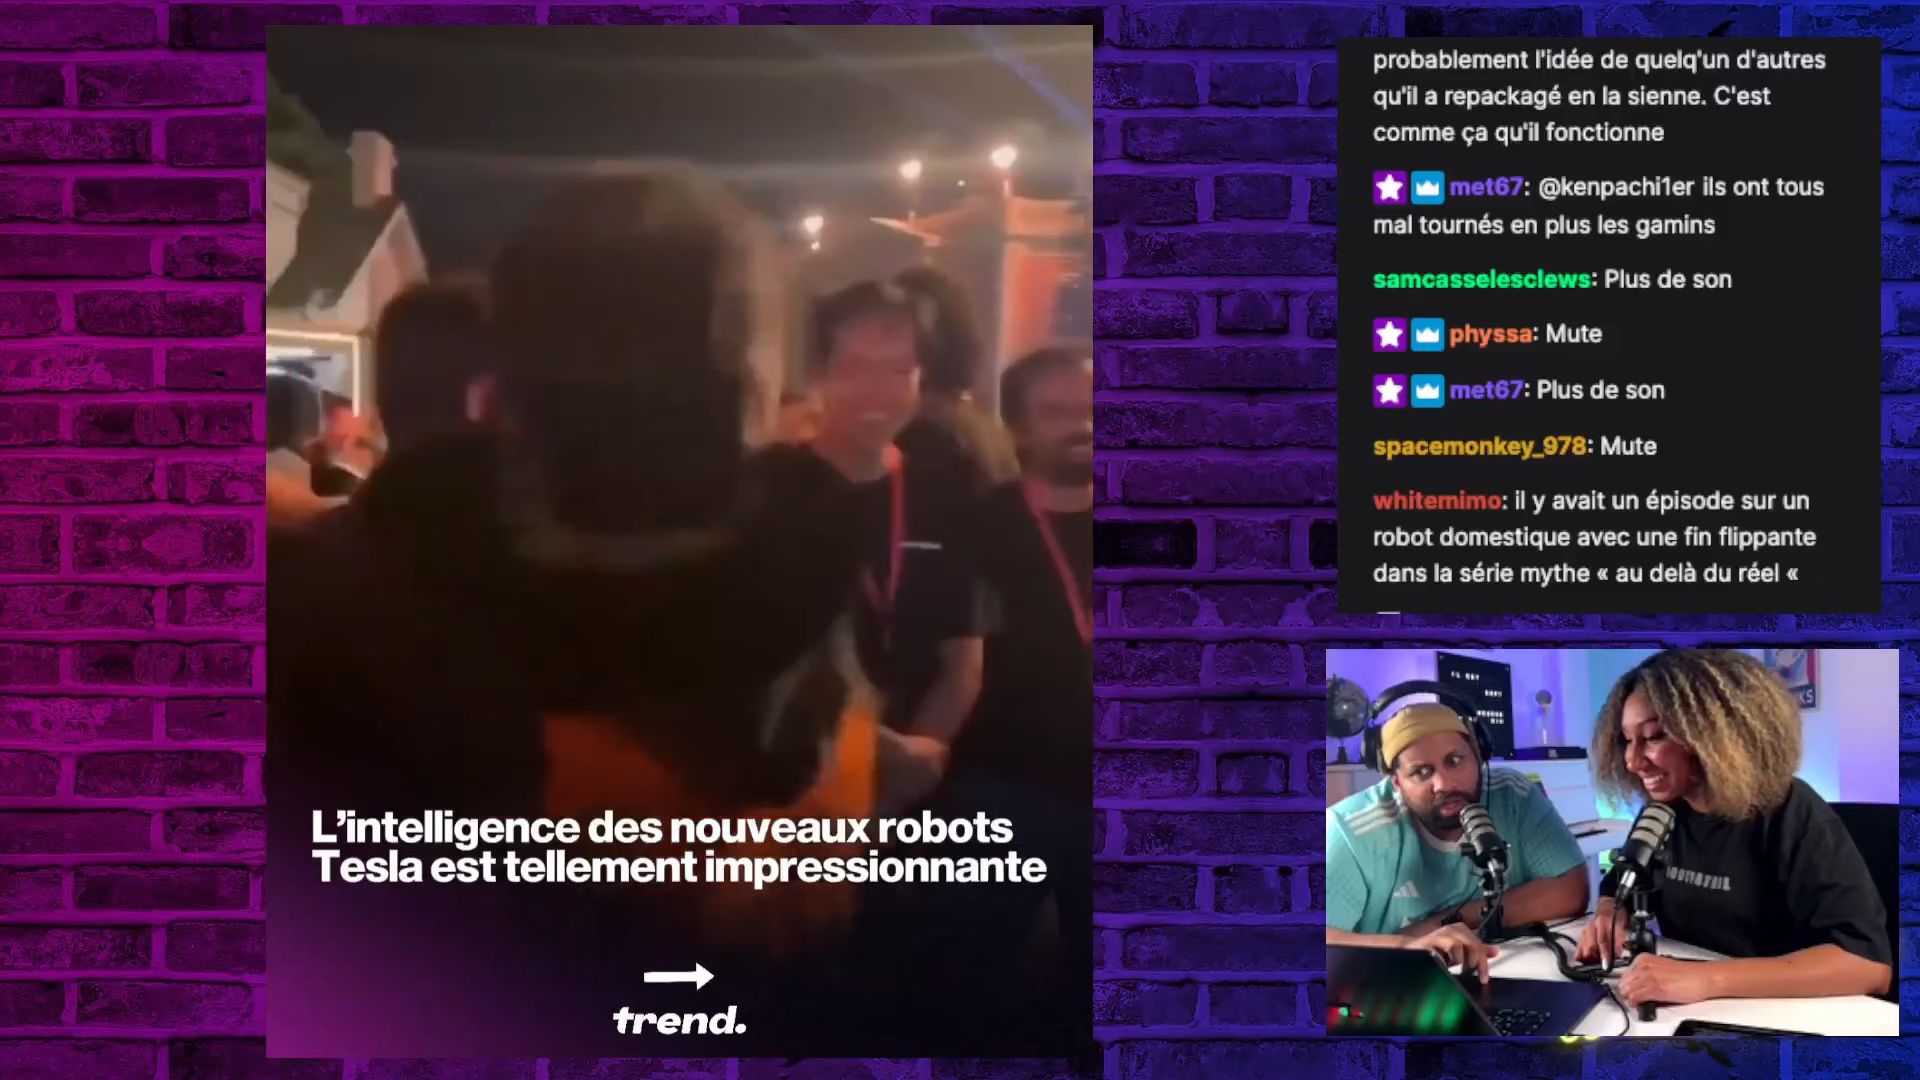 L'intelligence des nouveaux robots
Tesla est tellement impressionnante
trend.
probablement l'idée de quelq'un d'autres
qu'il a repackagé en la sienne. C'est
comme ça qu'il fonctionne
met67: @kenpachi1er ils ont tous
mal tournés en plus les gamins
samcasselesclews: Plus de son
physsa: Mute
met67: Plus de son
spacemonkey_978: Mute
whitemimo: il y avait un épisode sur un
robot domestique avec une fin flippante
dans la série mythe « au delà du réel «